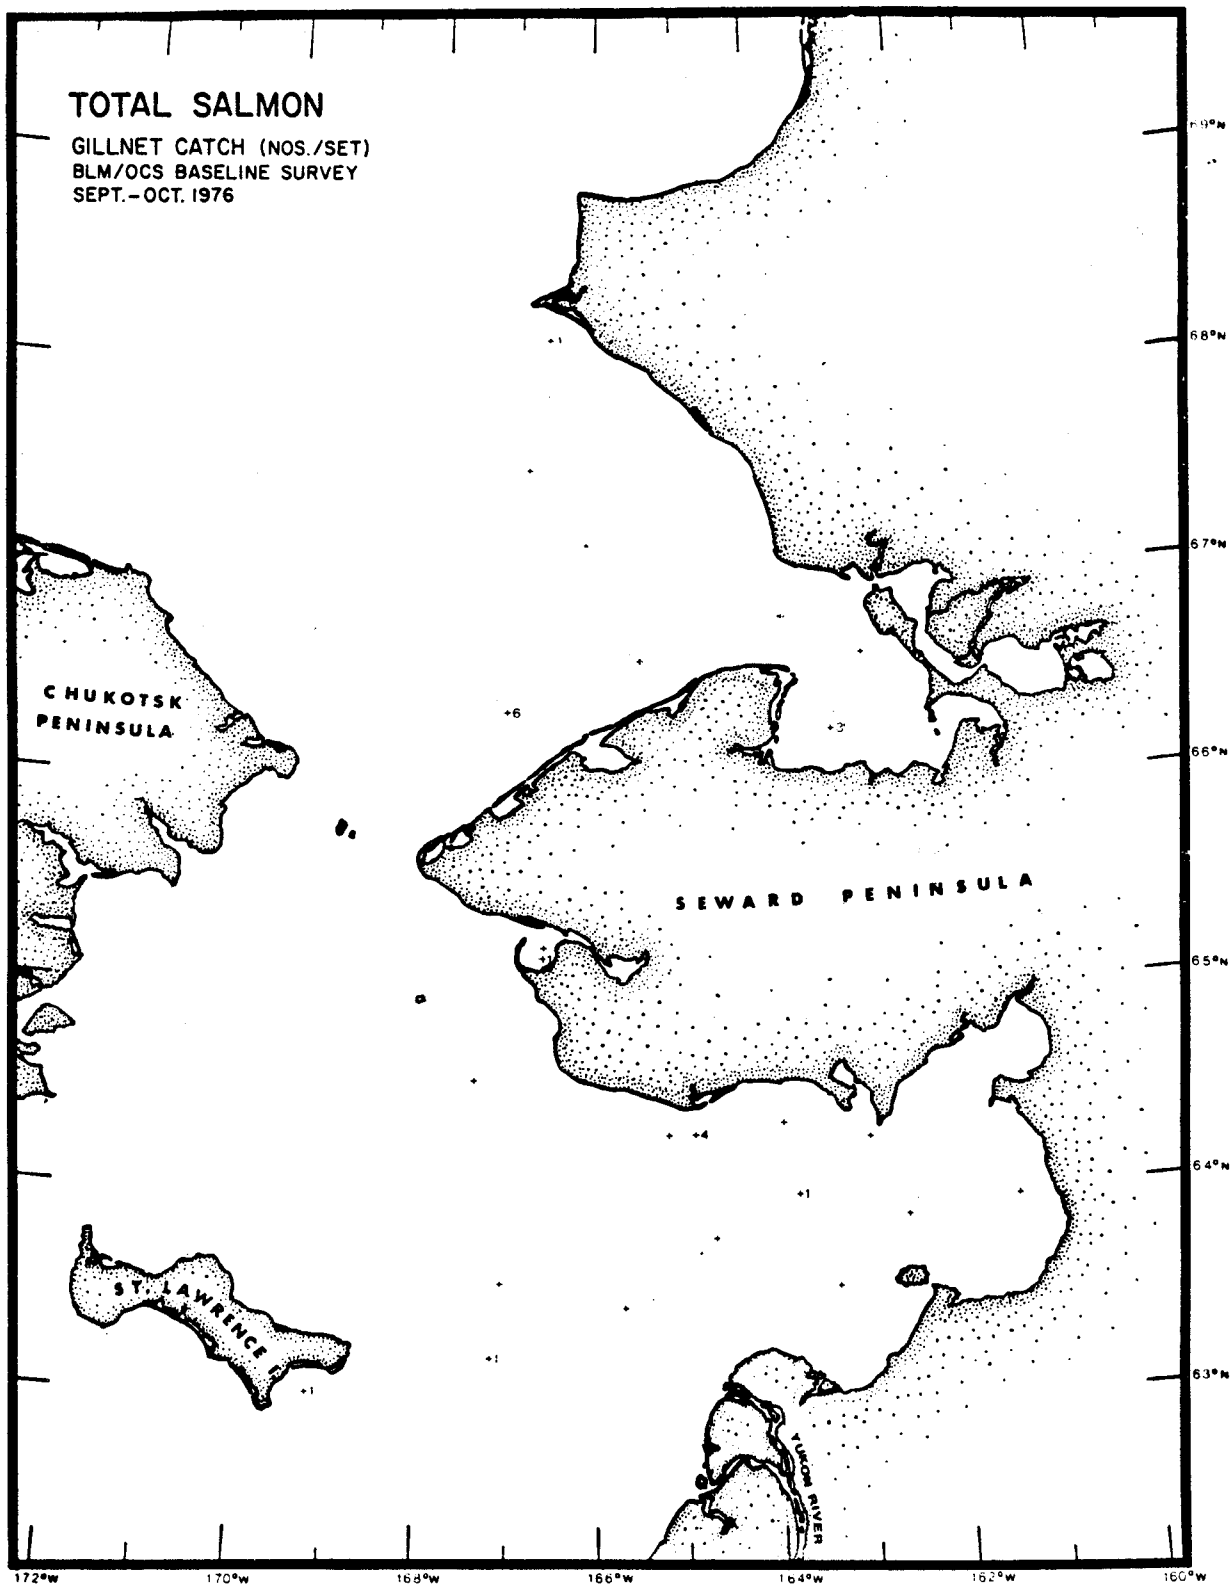 TOTAL SALMON
GILLNET CATCH (NOS./SET)
BLM/OCS BASELINE SURVEY
SEPT.-OCT. 1976
69°N
+1
68°N
67°N
CHUKOTSK
PENINSULA
+6
+3
66°N
SEWARD PENINSULA
65°N
+4
64°N
+1
ST. LAWRENCE I.
+1
63°N
+1
YUKON RIVER
172°W 170°W 168°W 166°W 164°W 162°W 160°W